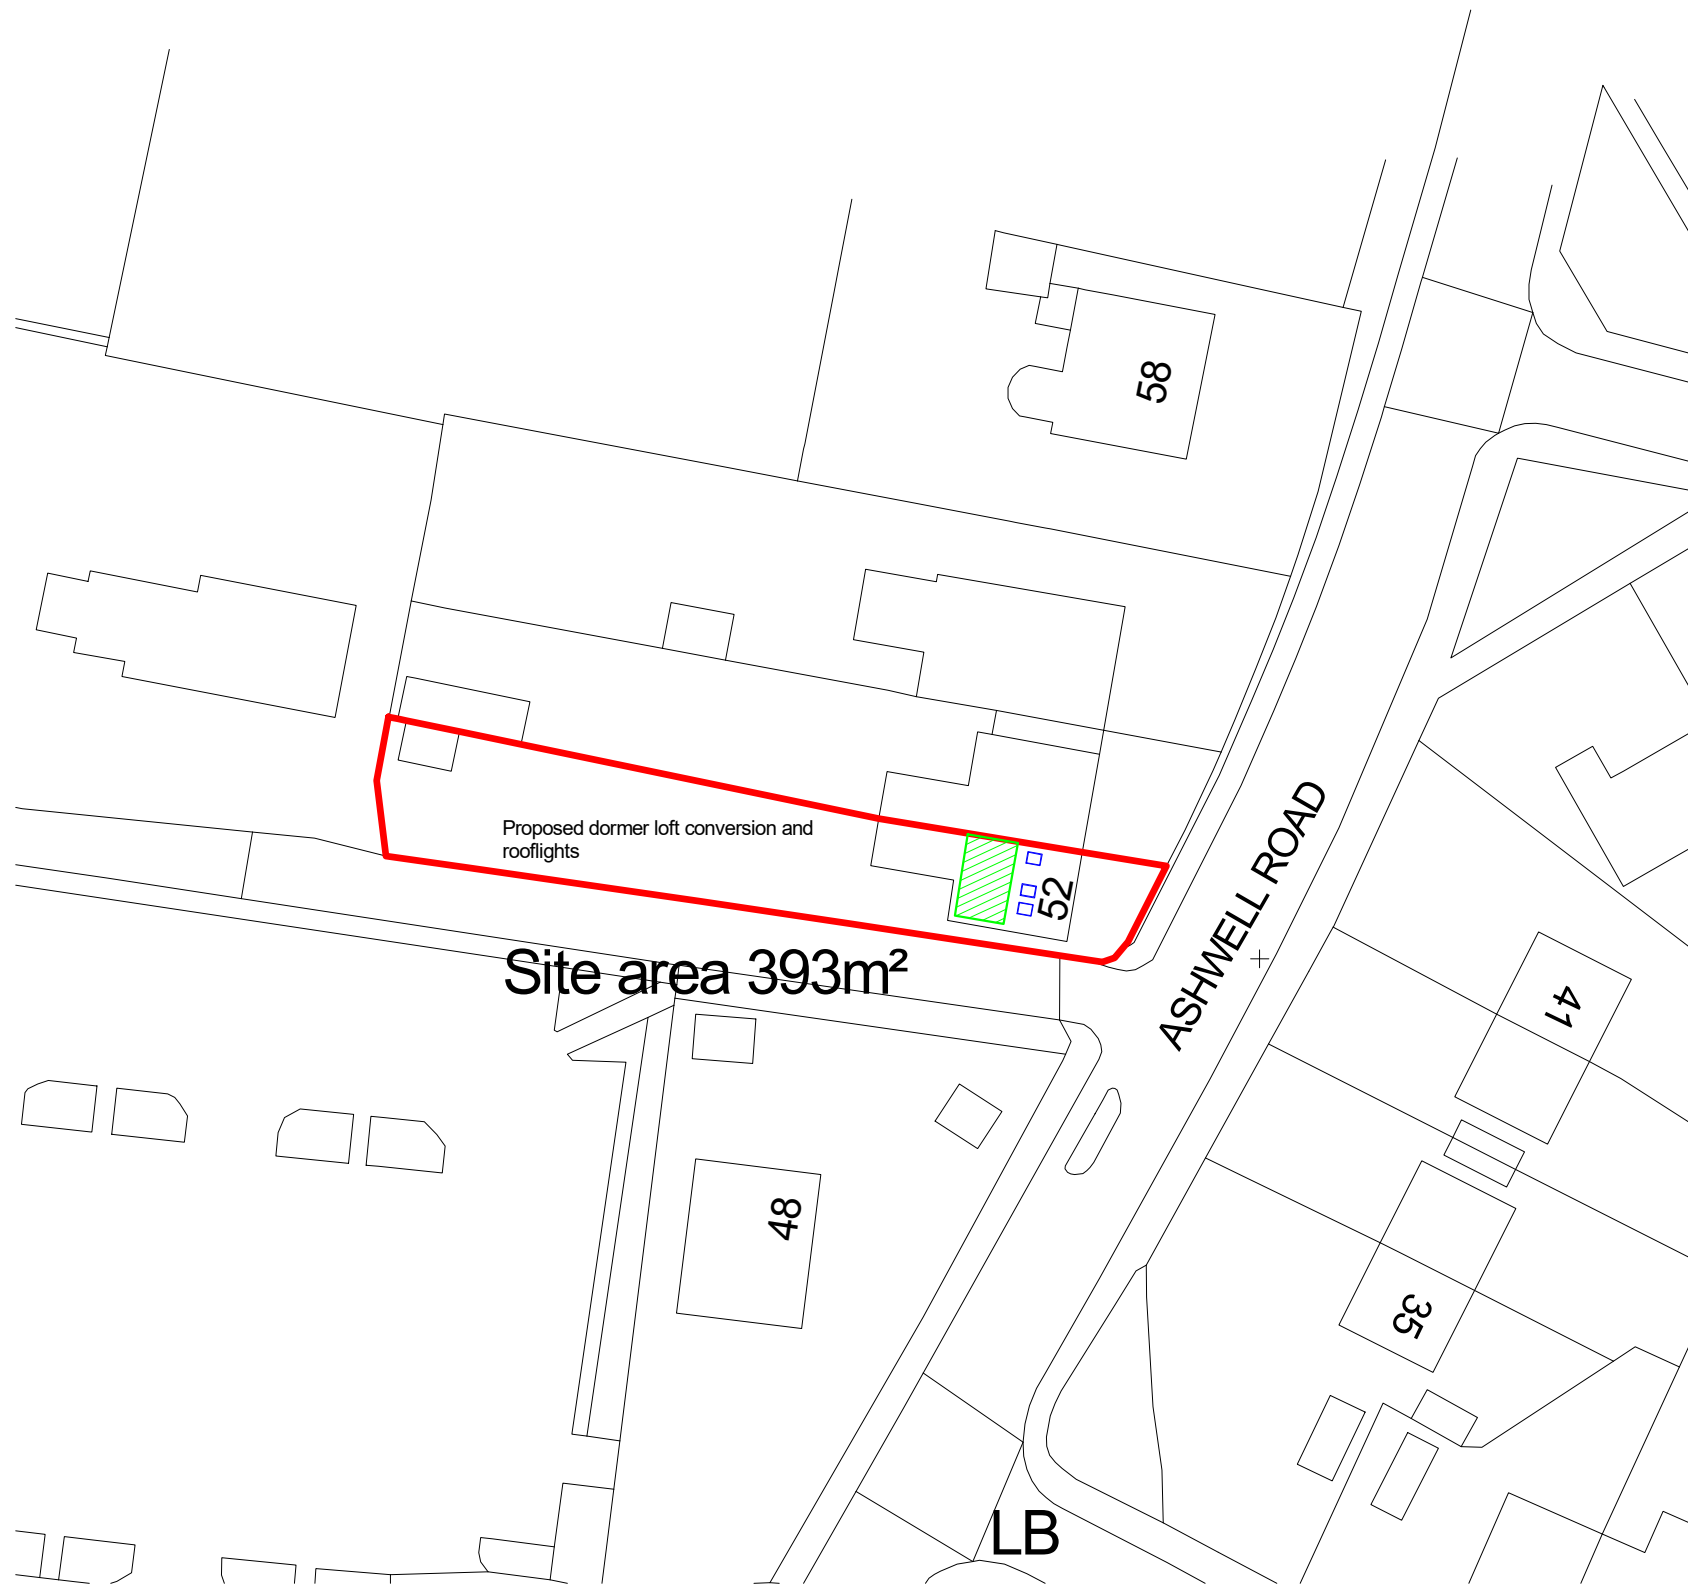 58
Proposed dormer loft conversion and
rooflights
52
ASHWELL ROAD
Site area 393m²
41
48
35
LB